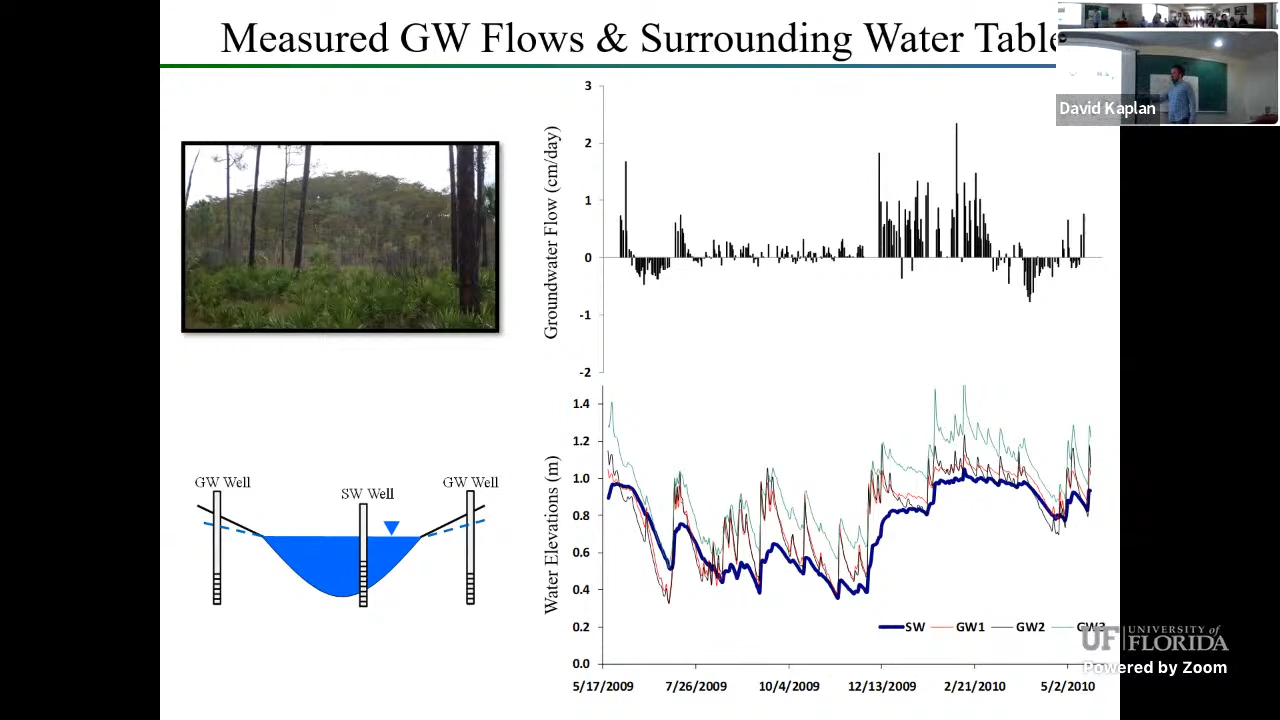 Measured GW Flows & Surrounding Water Table
David Kaplan
Groundwater Flow (cm/day)
3
2
1
0
-1
-2
GW Well
SW Well
GW Well
Water Elevations (m)
1.4
1.2
1.0
0.8
0.6
0.4
0.2
0.0
SW GW1 GW2 GW3
5/17/2009 7/26/2009 10/4/2009 12/13/2009 2/21/2010 5/2/2010
UF UNIVERSITY of FLORIDA
Powered by Zoom